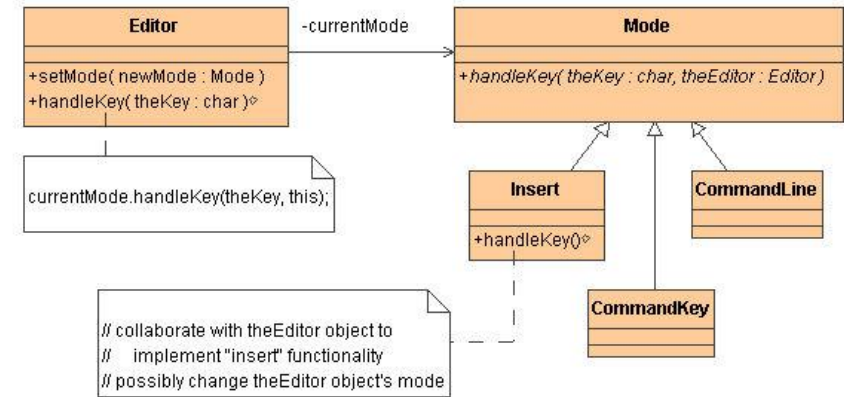 Editor
+setMode( newMode : Mode )
+handleKey( theKey : char )
-currentMode
Mode
+handleKey( theKey : char, theEditor : Editor )
currentMode.handleKey(theKey, this);
Insert
+handleKey()
CommandLine
CommandKey
// collaborate with theEditor object to
// implement "insert" functionality
// possibly change theEditor object's mode